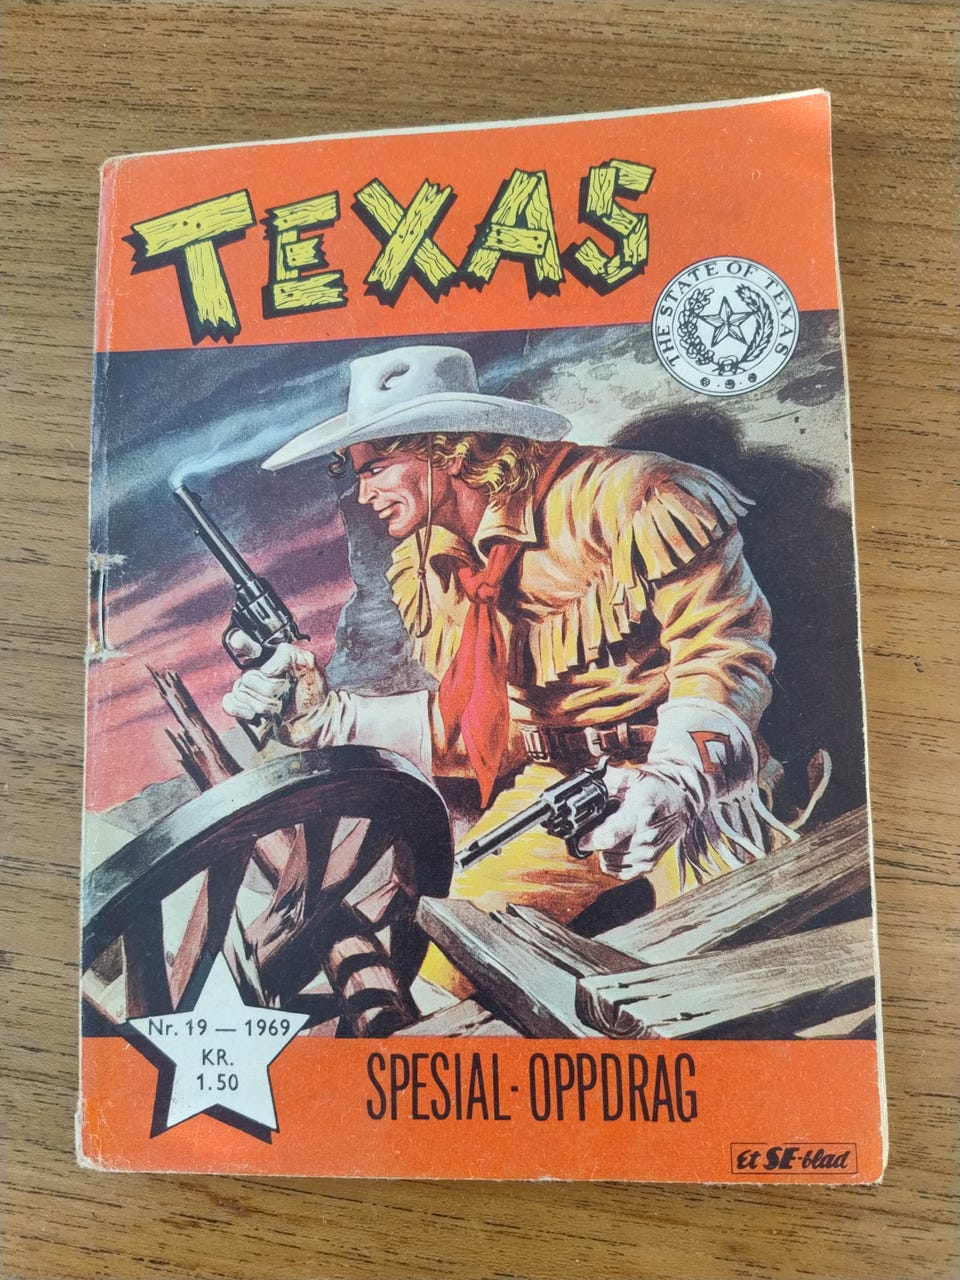 TEXAS
THE STATE OF TEXAS
Nr. 19 — 1969
KR.
1.50
SPESIAL-OPPDRAG
Et SE-blad